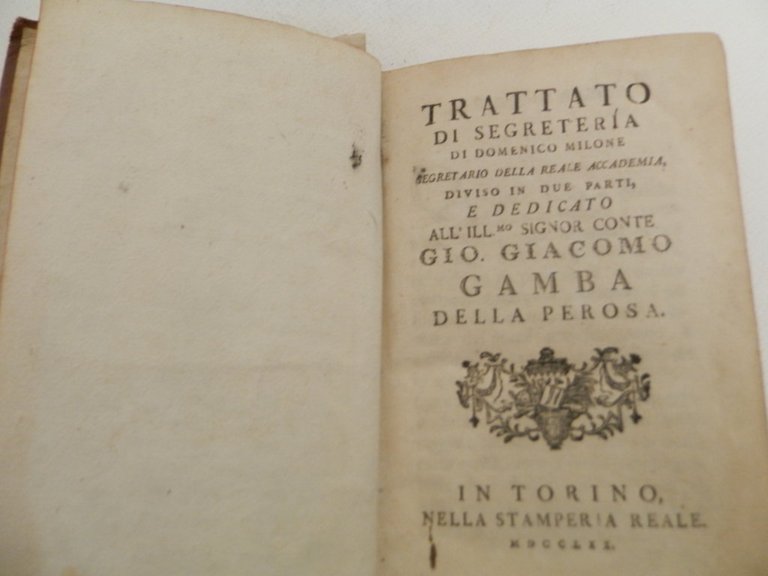 TRATTATO
DI SEGRETERÍA
DI DOMENICO MILONE
SEGRETARIO DELLA REALE ACCADEMIA,
DIVISO IN DUE PARTI,
E DEDICATO
ALL'ILL.MO SIGNOR CONTE
GIO. GIACOMO
GAMBA
DELLA PEROSA.
IN TORINO,
NELLA STAMPERIA REALE.
MDCCLIX.